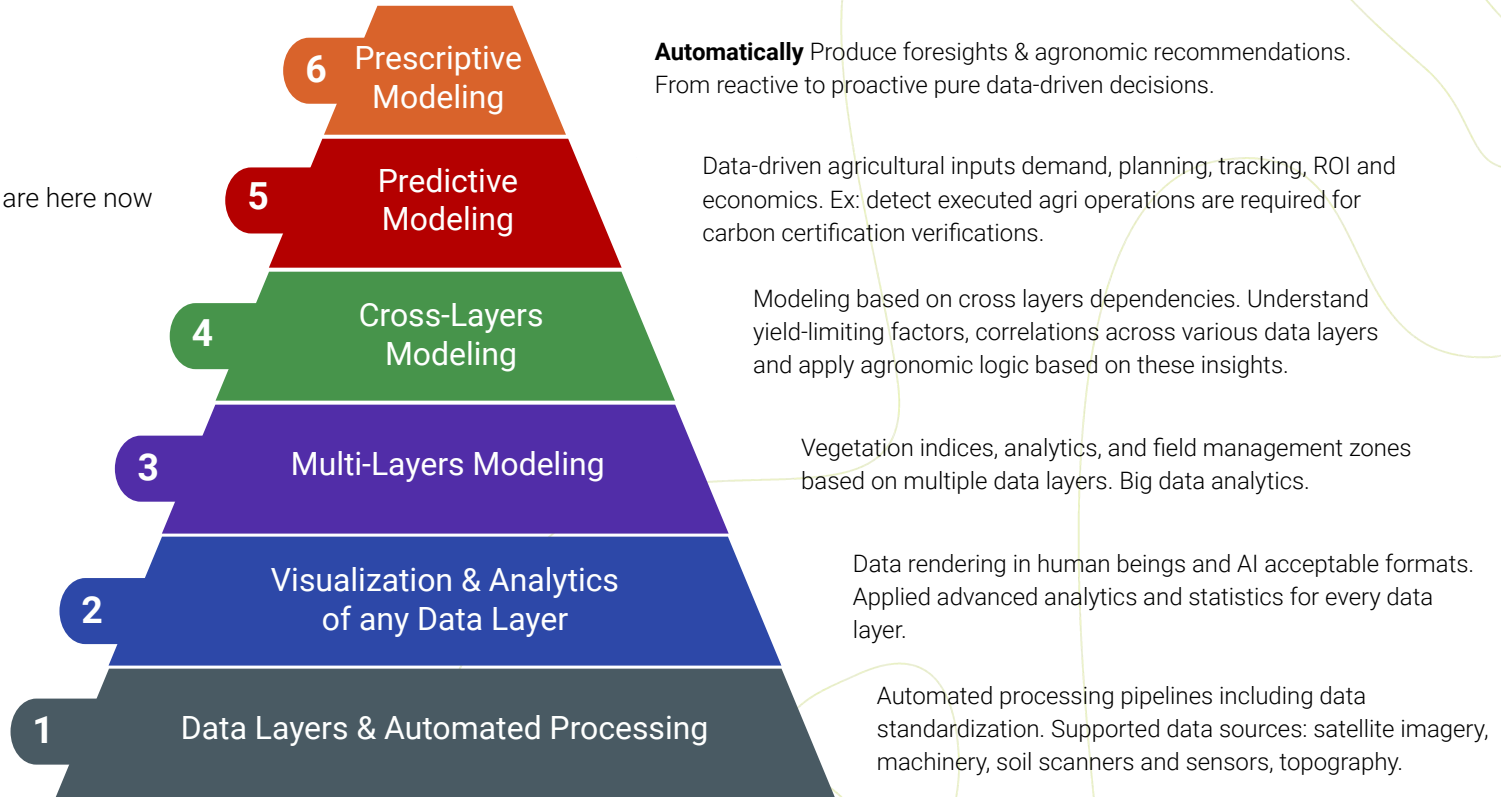 6
Prescriptive
Modeling
Automatically Produce foresights & agronomic recommendations.
From reactive to proactive pure data-driven decisions.
are here now
5
Predictive
Modeling
Data-driven agricultural inputs demand, planning, tracking, ROI and
economics. Ex: detect executed agri operations are required for
carbon certification verifications.
4
Cross-Layers
Modeling
Modeling based on cross layers dependencies. Understand
yield-limiting factors, correlations across various data layers
and apply agronomic logic based on these insights.
3
Multi-Layers Modeling
Vegetation indices, analytics, and field management zones
based on multiple data layers. Big data analytics.
2
Visualization & Analytics
of any Data Layer
Data rendering in human beings and AI acceptable formats.
Applied advanced analytics and statistics for every data
layer.
1
Data Layers & Automated Processing
Automated processing pipelines including data
standardization. Supported data sources: satellite imagery,
machinery, soil scanners and sensors, topography.